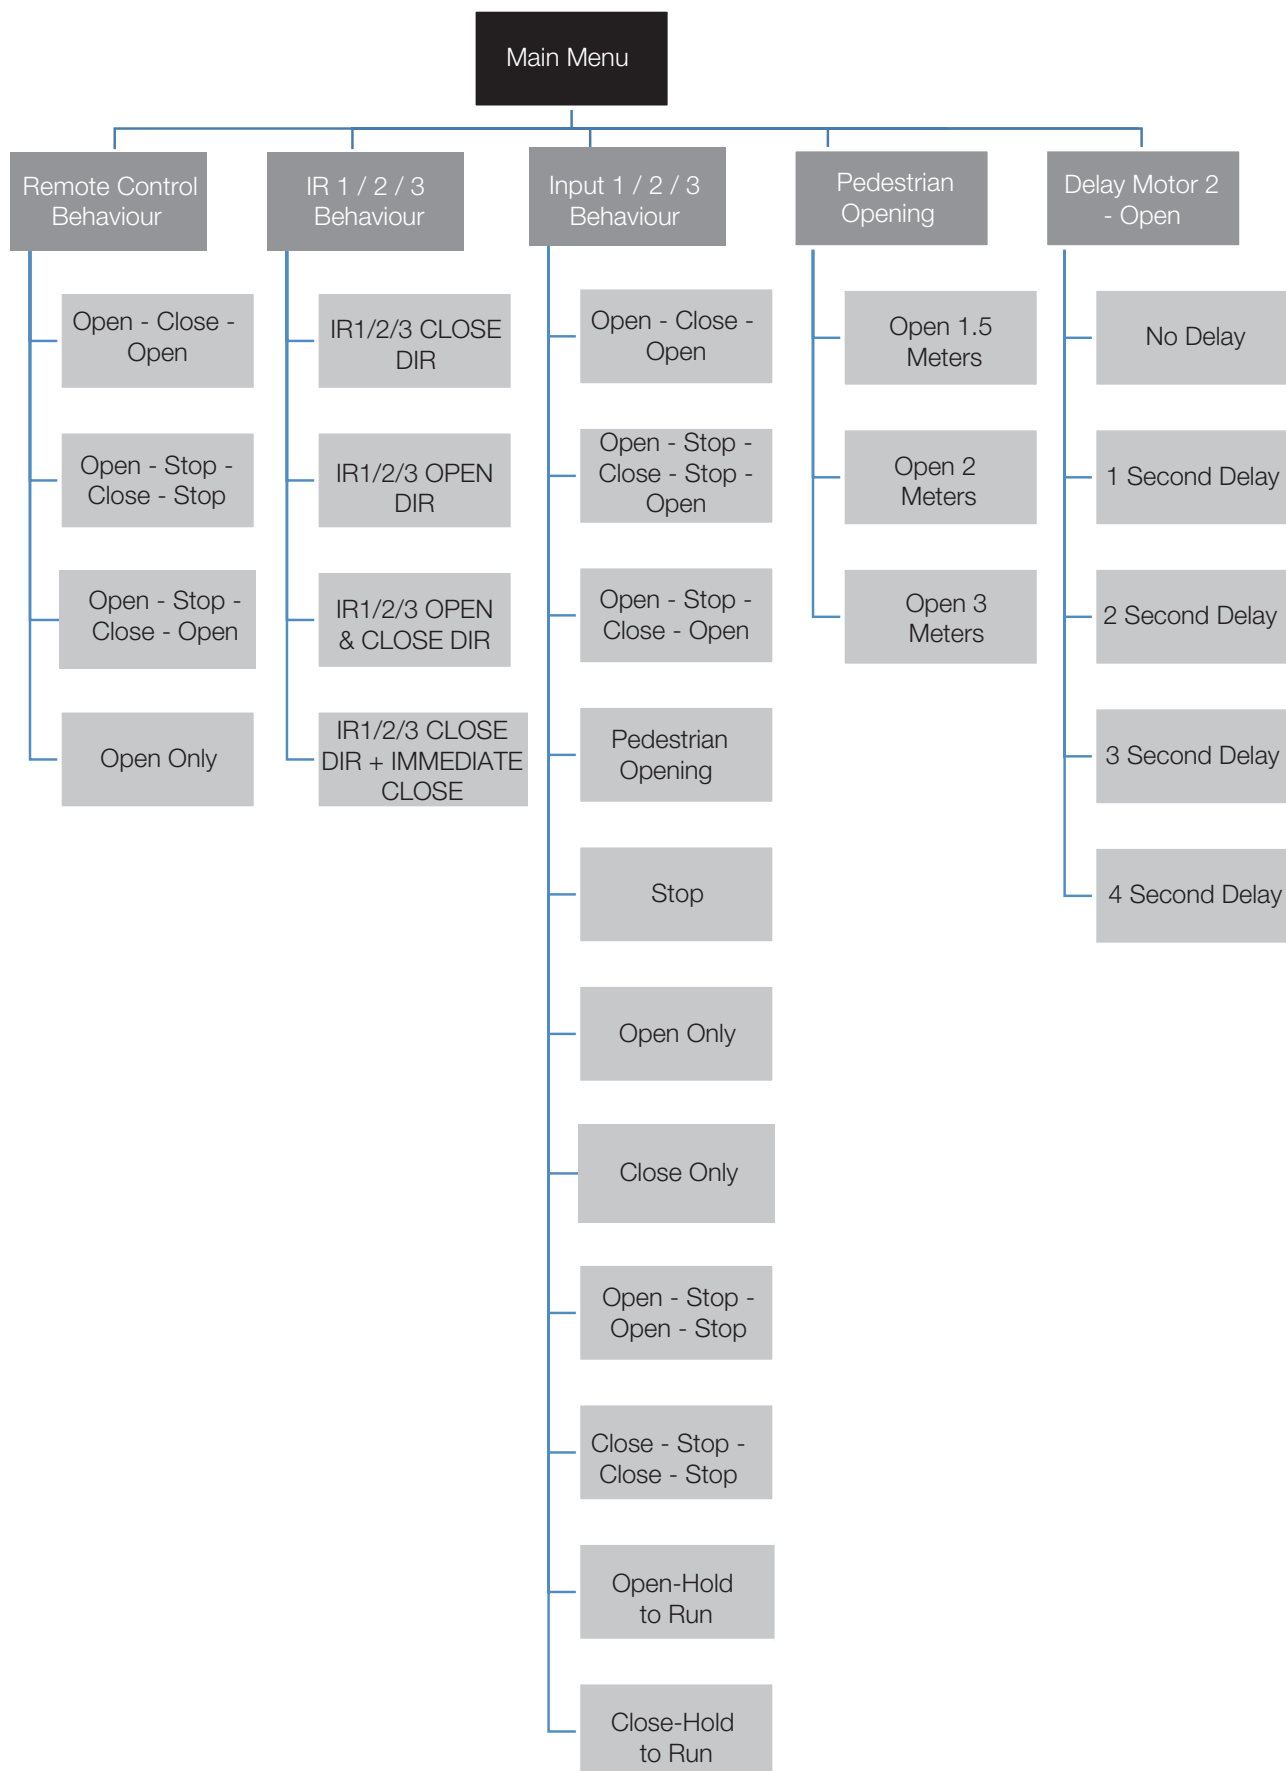 Main Menu
Remote Control
Behaviour
Open - Close -
Open
Open - Stop -
Close - Stop
Open - Stop -
Close - Open
Open Only
IR 1 / 2 / 3
Behaviour
IR1/2/3 CLOSE
DIR
IR1/2/3 OPEN
DIR
IR1/2/3 OPEN
& CLOSE DIR
IR1/2/3 CLOSE
DIR + IMMEDIATE
CLOSE
Input 1 / 2 / 3
Behaviour
Open - Close -
Open
Open - Stop -
Close - Stop -
Open
Open - Stop -
Close - Open
Pedestrian
Opening
Stop
Open Only
Close Only
Open - Stop -
Open - Stop
Close - Stop -
Close - Stop
Open-Hold
to Run
Close-Hold
to Run
Pedestrian
Opening
Open 1.5
Meters
Open 2
Meters
Open 3
Meters
Delay Motor 2
- Open
No Delay
1 Second Delay
2 Second Delay
3 Second Delay
4 Second Delay